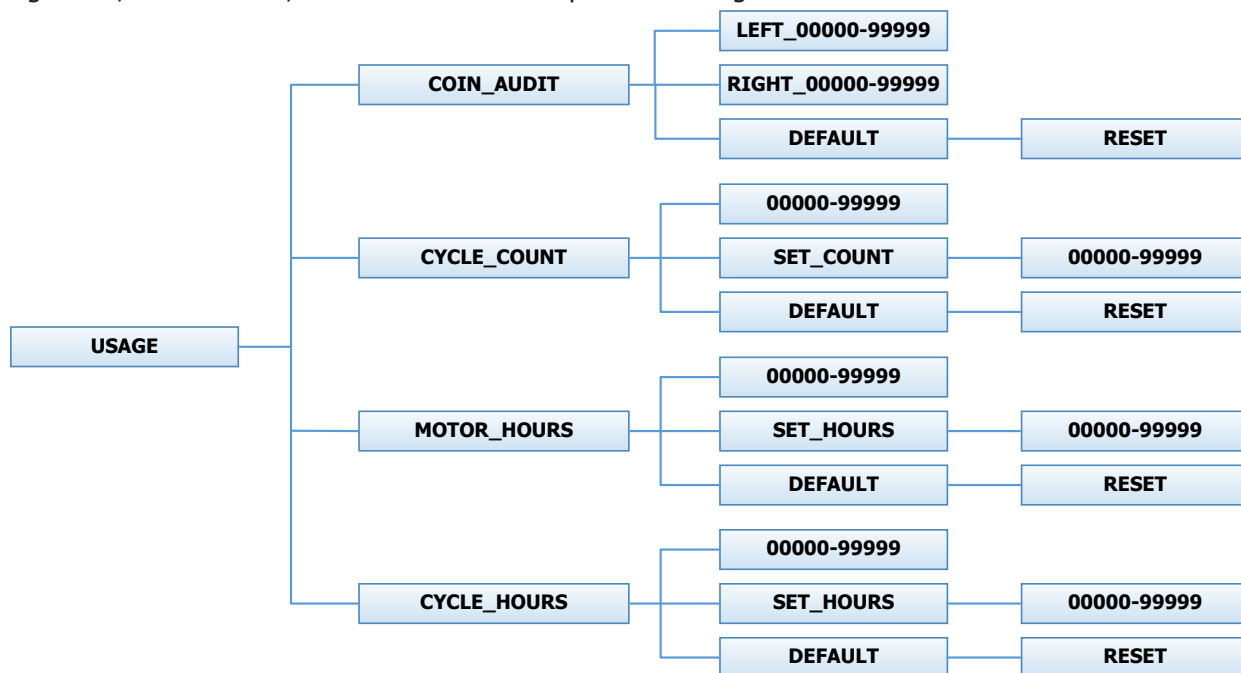 LEFT_00000-99999
COIN_AUDIT
RIGHT_00000-99999
DEFAULT
RESET
00000-99999
CYCLE_COUNT
SET_COUNT
00000-99999
DEFAULT
RESET
USAGE
00000-99999
MOTOR_HOURS
SET_HOURS
00000-99999
DEFAULT
RESET
00000-99999
CYCLE_HOURS
SET_HOURS
00000-99999
DEFAULT
RESET